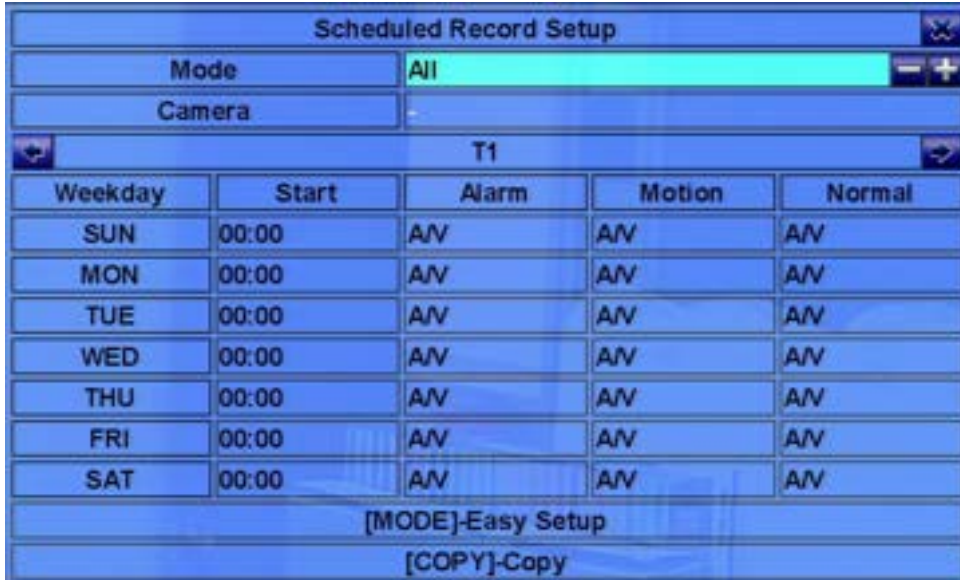 Scheduled Record Setup
Mode All
Camera -
T1
Weekday Start Alarm Motion Normal
SUN 00:00 A/V A/V A/V
MON 00:00 A/V A/V A/V
TUE 00:00 A/V A/V A/V
WED 00:00 A/V A/V A/V
THU 00:00 A/V A/V A/V
FRI 00:00 A/V A/V A/V
SAT 00:00 A/V A/V A/V
[MODE]-Easy Setup
[COPY]-Copy